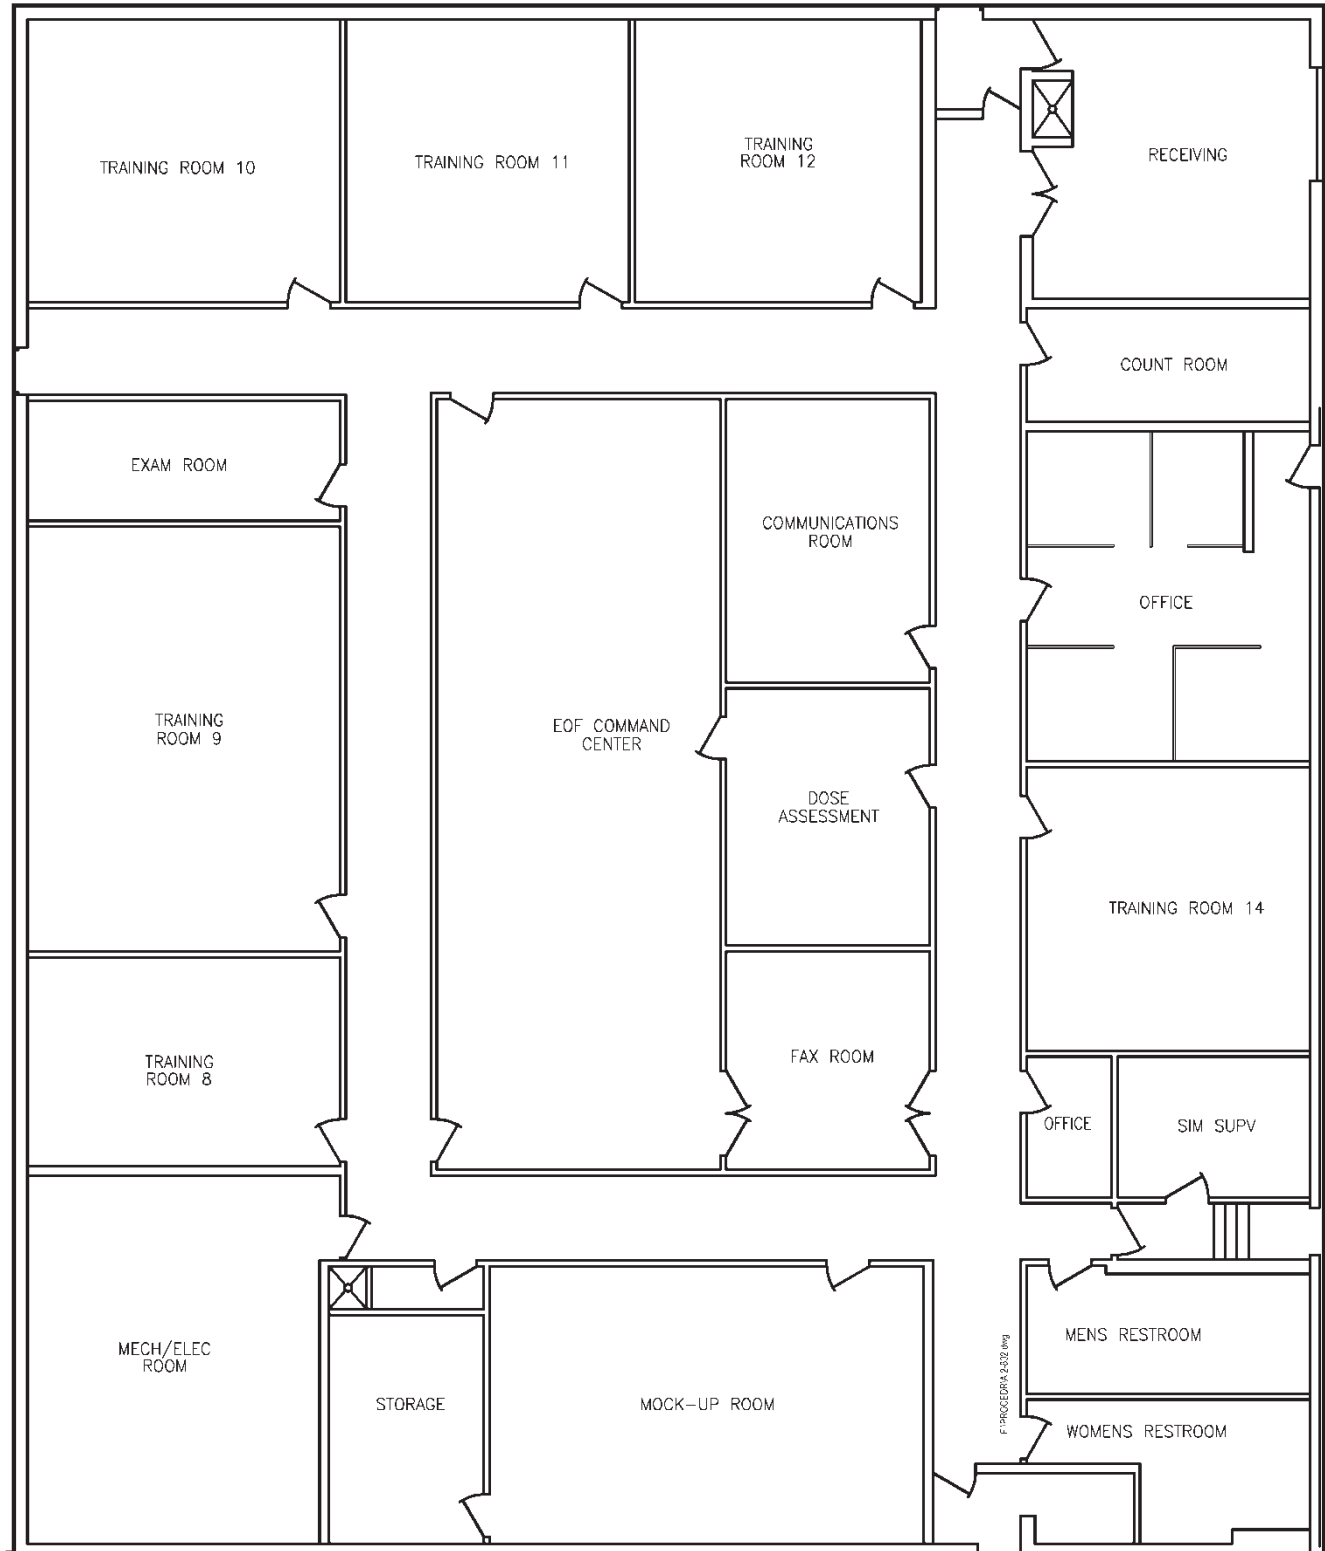 TRAINING ROOM 10
TRAINING ROOM 11
TRAINING
ROOM 12
RECEIVING
COUNT ROOM
EXAM ROOM
COMMUNICATIONS
ROOM
OFFICE
TRAINING
ROOM 9
EOF COMMAND
CENTER
DOSE
ASSESSMENT
TRAINING ROOM 14
TRAINING
ROOM 8
FAX ROOM
OFFICE
SIM SUPV
MECH/ELEC
ROOM
STORAGE
MOCK-UP ROOM
MENS RESTROOM
WOMENS RESTROOM